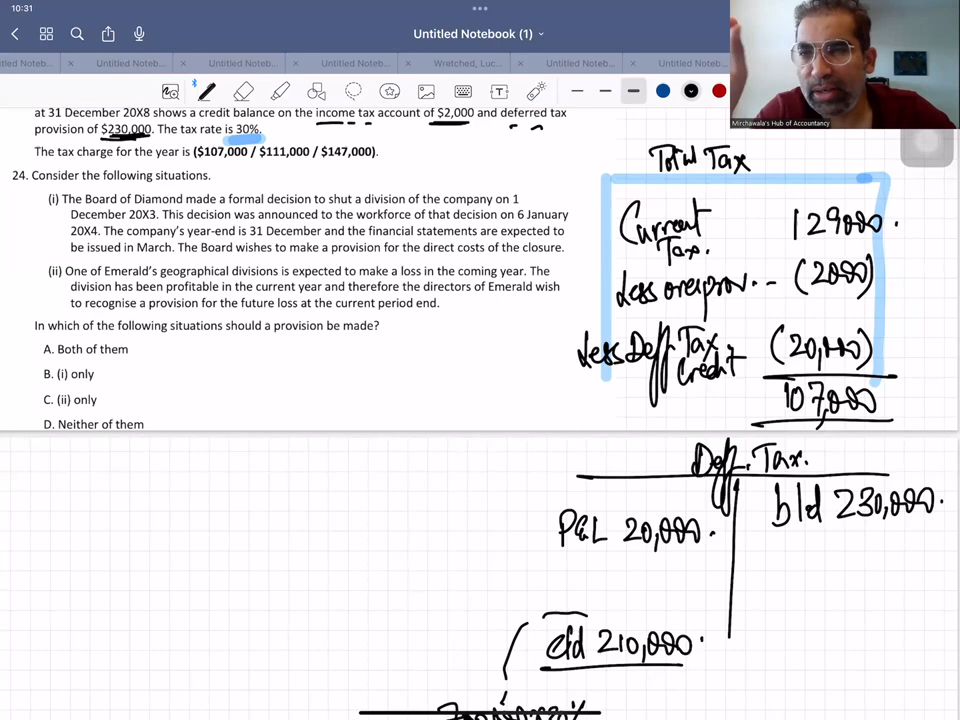 10:31
Untitled Notebook (1)
tled Noteb...
Untitled Noteb...
Untitled Noteb...
Untitled Noteb...
Wretched, Luc...
Untitled Noteb...
Untitled Noteb...
Mirchawala's Hub of Accountancy
at 31 December 20X8 shows a credit balance on the income tax account of $2,000 and deferred tax
provision of $230,000. The tax rate is 30%.
The tax charge for the year is ($107,000 / $111,000 / $147,000).
24. Consider the following situations.
(i) The Board of Diamond made a formal decision to shut a division of the company on 1
December 20X3. This decision was announced to the workforce of that decision on 6 January
20X4. The company's year-end is 31 December and the financial statements are expected to
be issued in March. The Board wishes to make a provision for the direct costs of the closure.
(ii) One of Emerald's geographical divisions is expected to make a loss in the coming year. The
division has been profitable in the current year and therefore the directors of Emerald wish
to recognise a provision for the future loss at the current period end.
In which of the following situations should a provision be made?
A. Both of them
B. (i) only
C. (ii) only
D. Neither of them
Total Tax
Current Tax. 129000.
Less overprov. -- (2000)
Less Deff. Tax Credit (20,000)
107,000
Deff. Tax.
b/d 230,000.
P&L 20,000.
c/d 210,000.